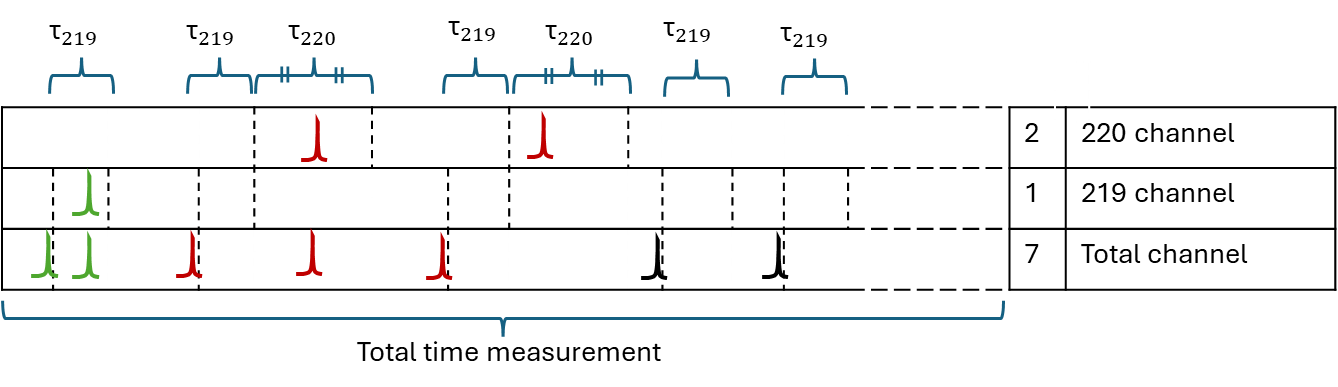 τ219 τ219 τ220 τ219 τ220 τ219 τ219
2 220 channel
1 219 channel
7 Total channel
Total time measurement